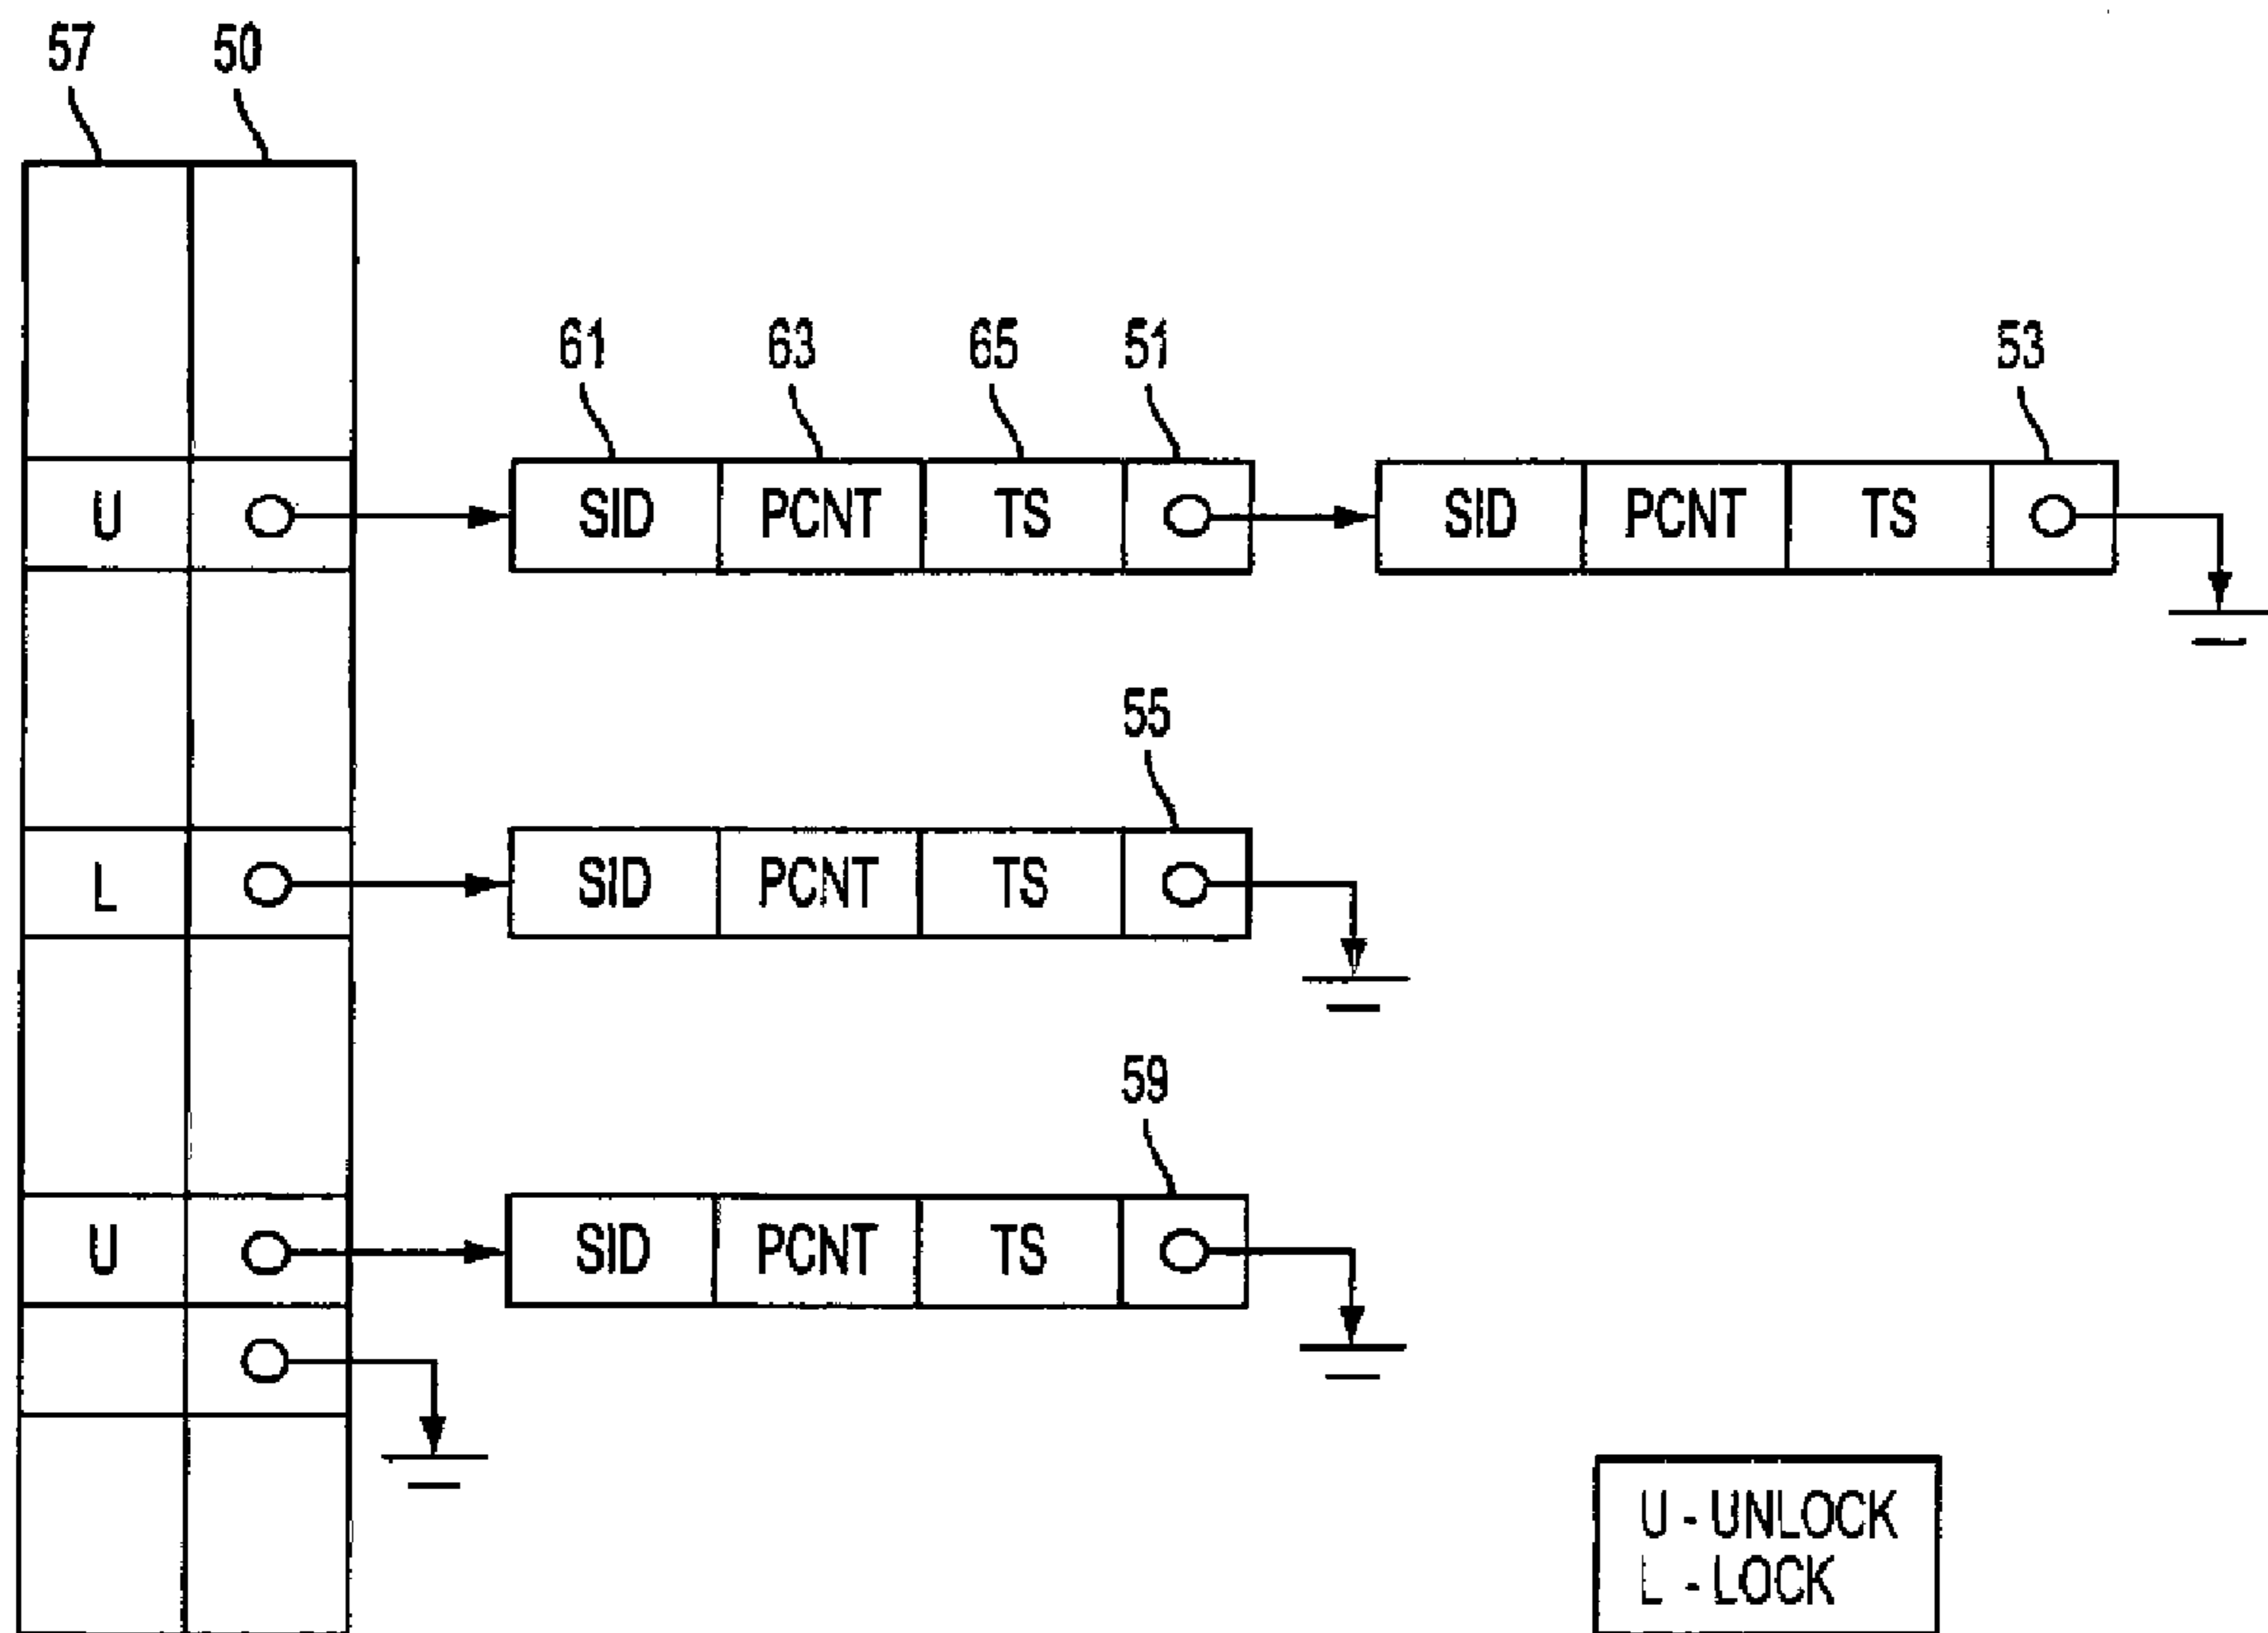 57 50
61 63 65 51 53
U SID PCNT TS SID PCNT TS
55
L SID PCNT TS
59
U SID PCNT TS
U - UNLOCK
L - LOCK